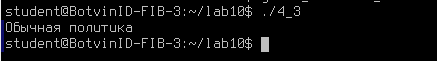 student@BotvinID-FIB-3:~/lab10$ ./4_3
Обычная политика
student@BotvinID-FIB-3:~/lab10$